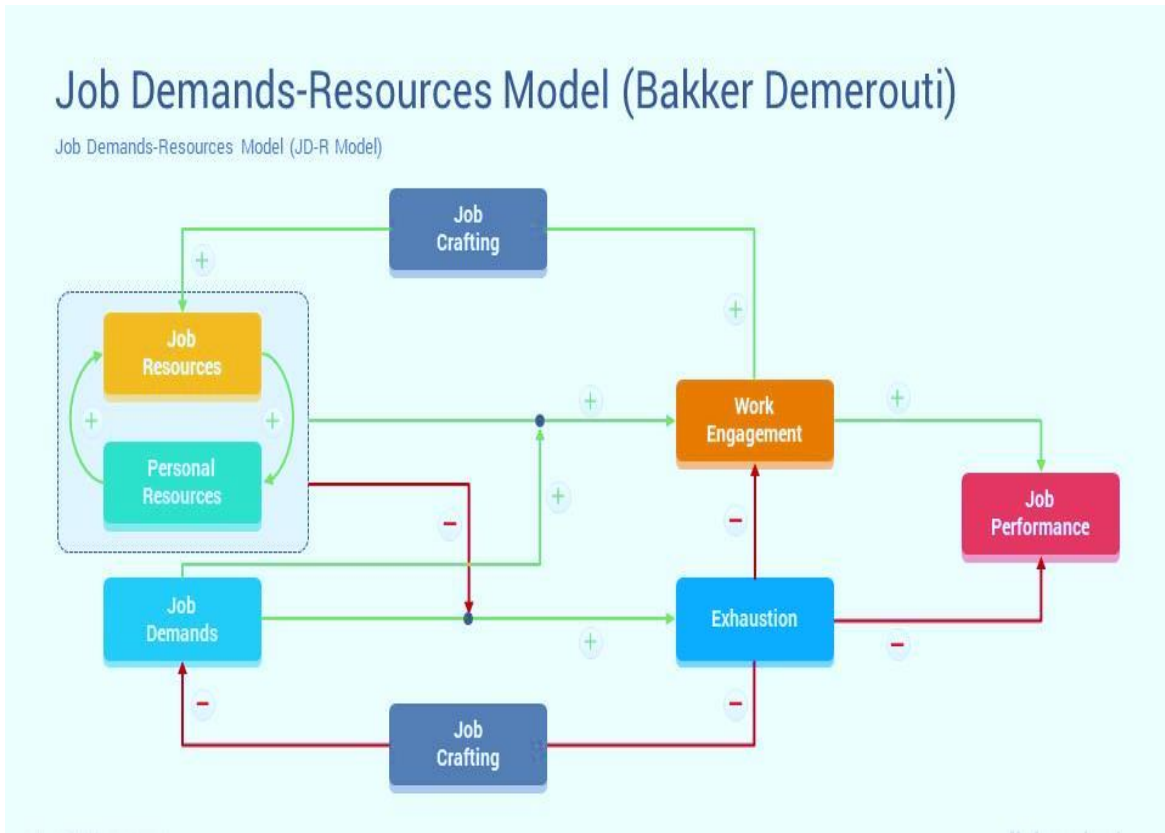 Job Demands-Resources Model (Bakker Demerouti)
Job Demands-Resources Model (JD-R Model)
Job
Crafting
+
+
Job
Resources
+
+
+
+
Work
Engagement
Personal
Resources
+
−
−
Job
Performance
Job
Demands
Exhaustion
+
−
−
−
Job
Crafting